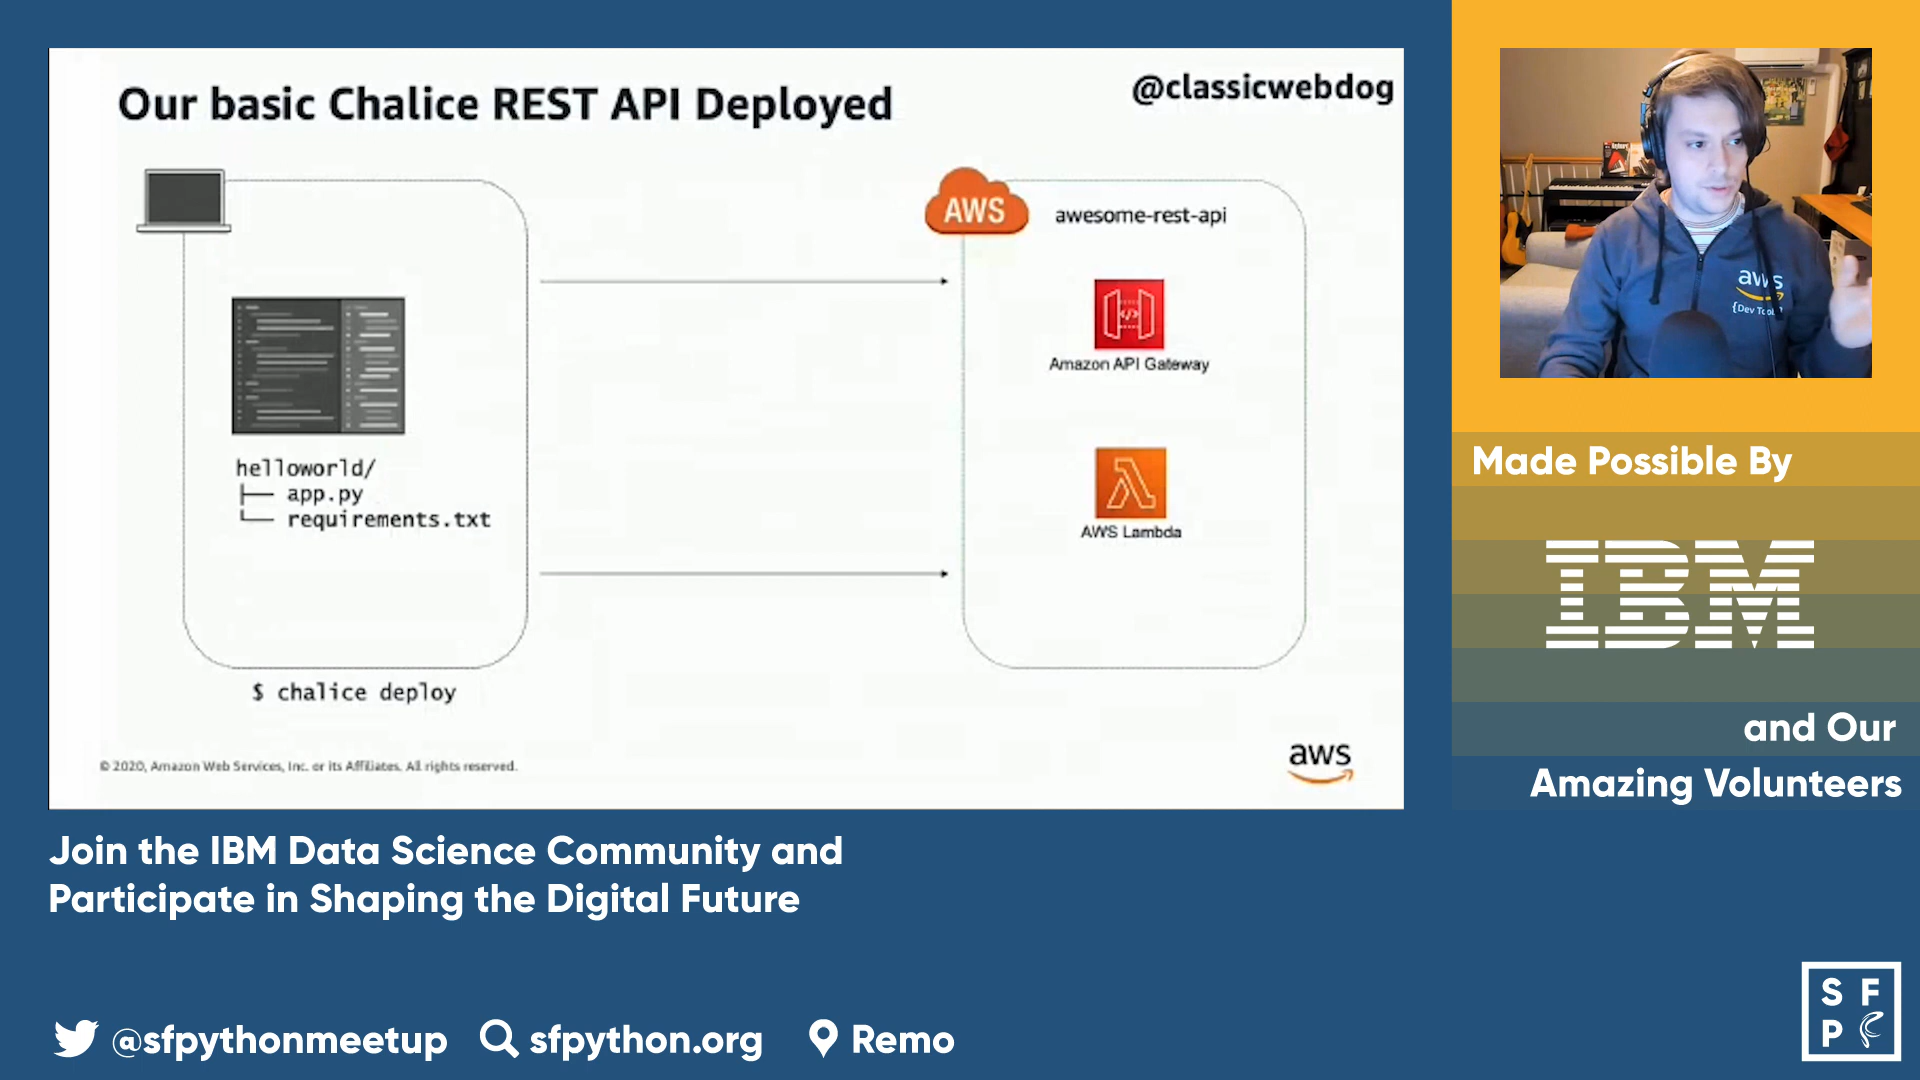 Our basic Chalice REST API Deployed
@classicwebdog
AWS
awesome-rest-api
Amazon API Gateway
AWS Lambda
helloworld/
├── app.py
└── requirements.txt
$ chalice deploy
© 2020, Amazon Web Services, Inc. or its Affiliates. All rights reserved.
aws
aws
{Dev Tools}
Made Possible By
IBM
and Our
Amazing Volunteers
Join the IBM Data Science Community and
Participate in Shaping the Digital Future
@sfpythonmeetup
sfpython.org
Remo
S F
P